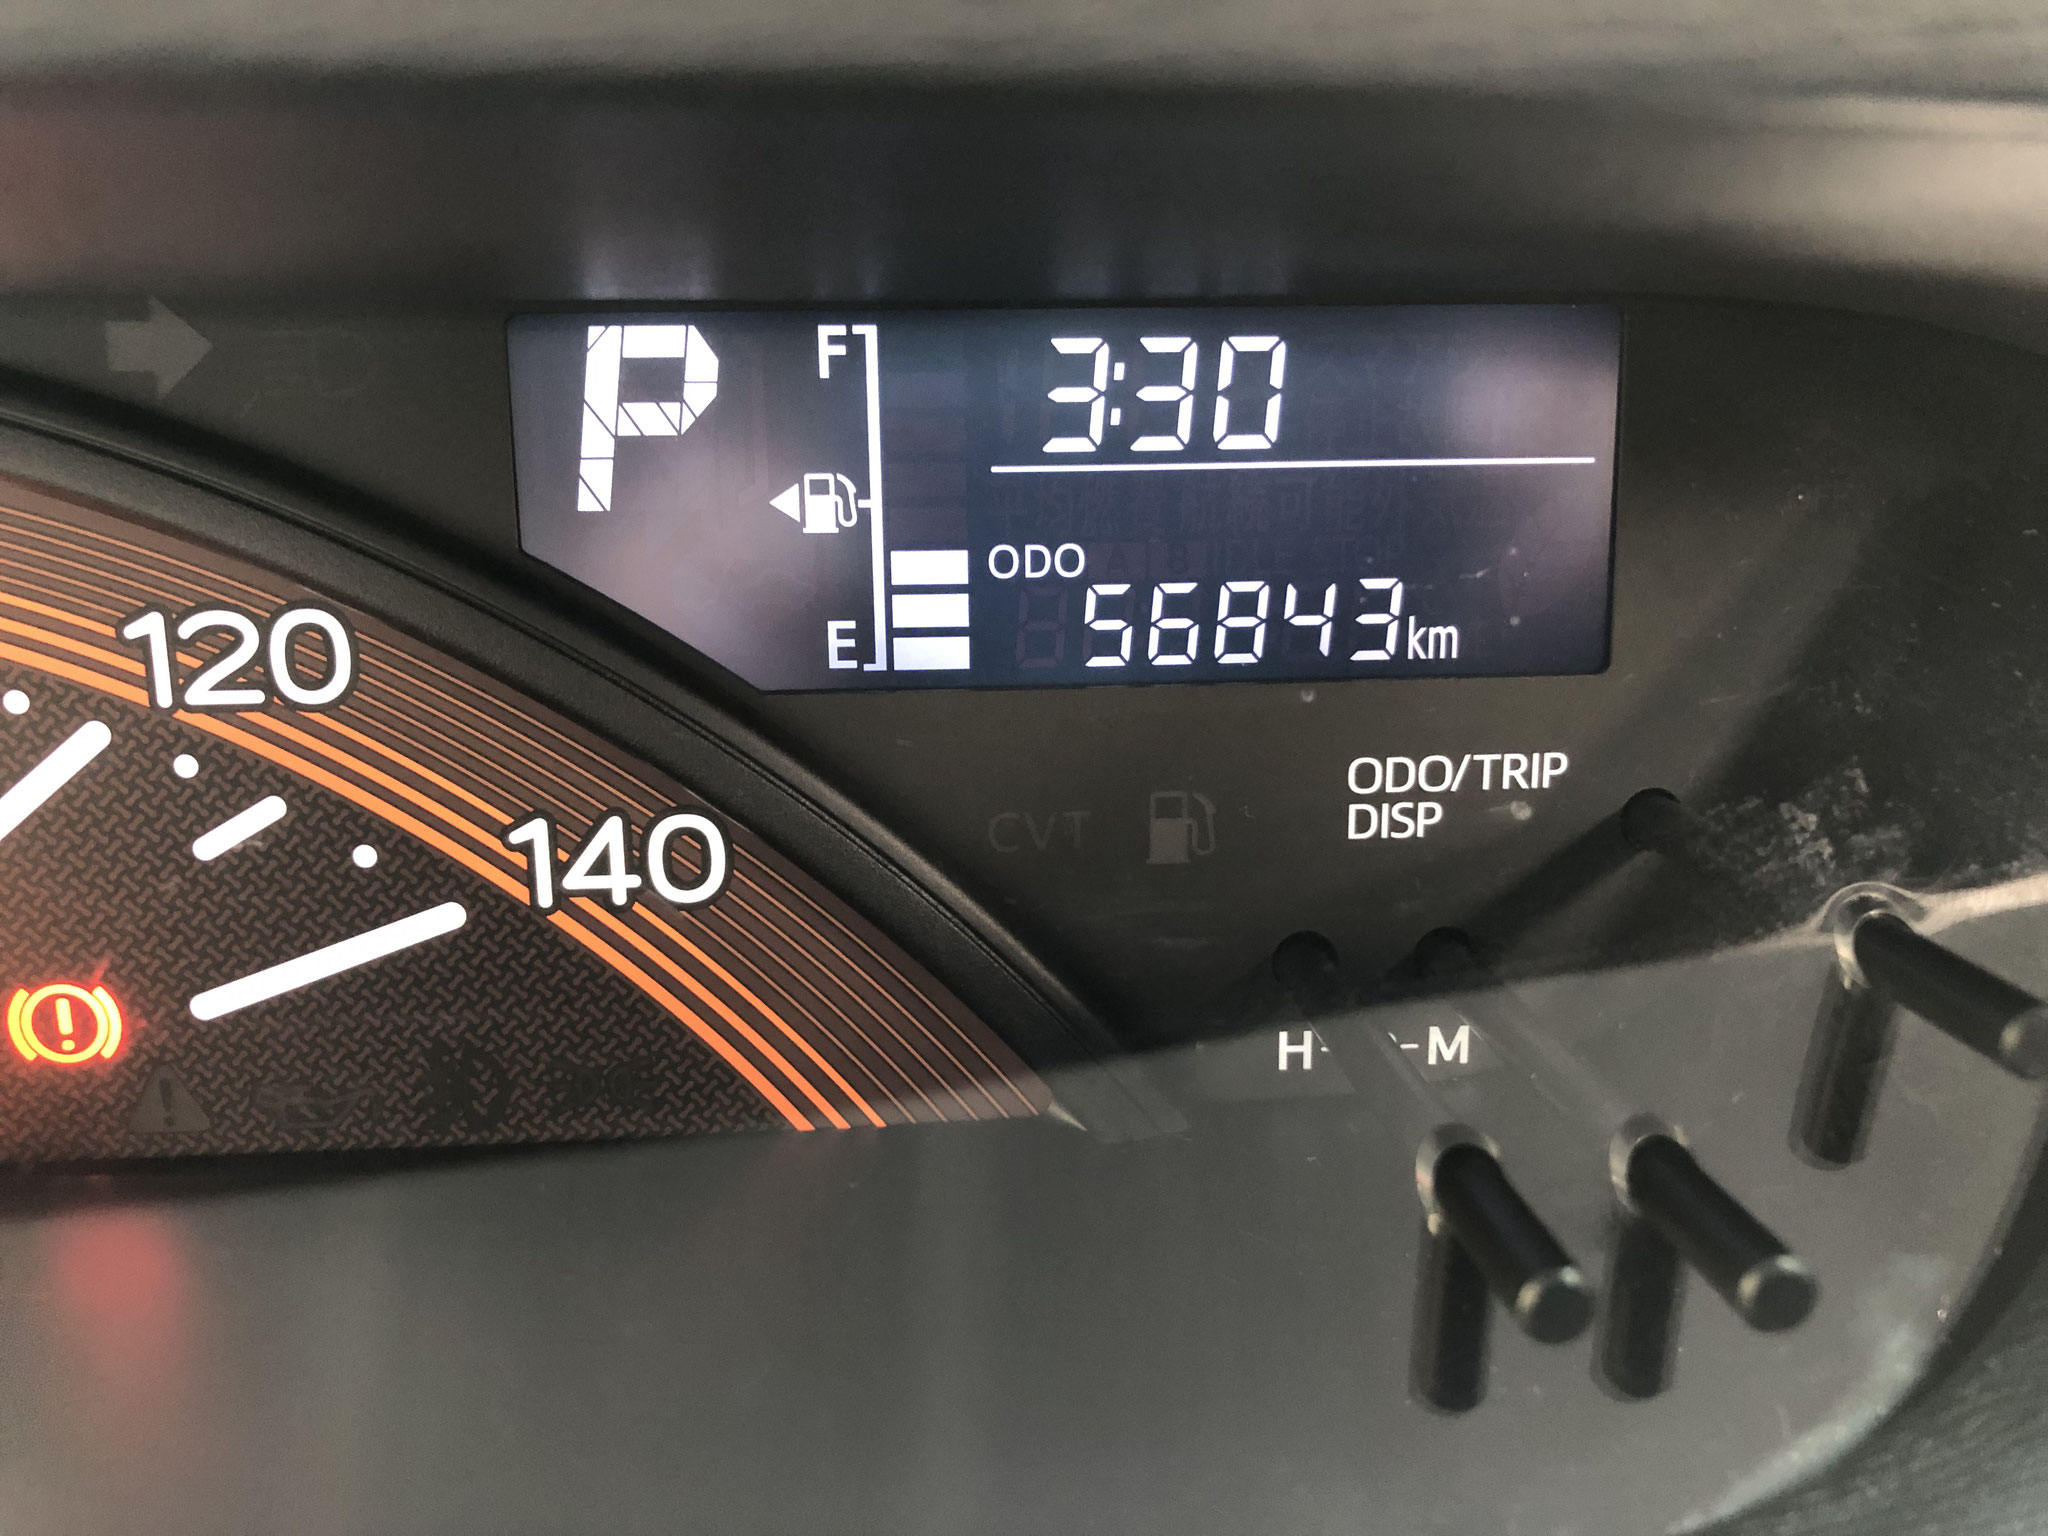 P
F
3:30
ODO
56843km
E
120
140
ODO/TRIP
DISP
CVT
H
M